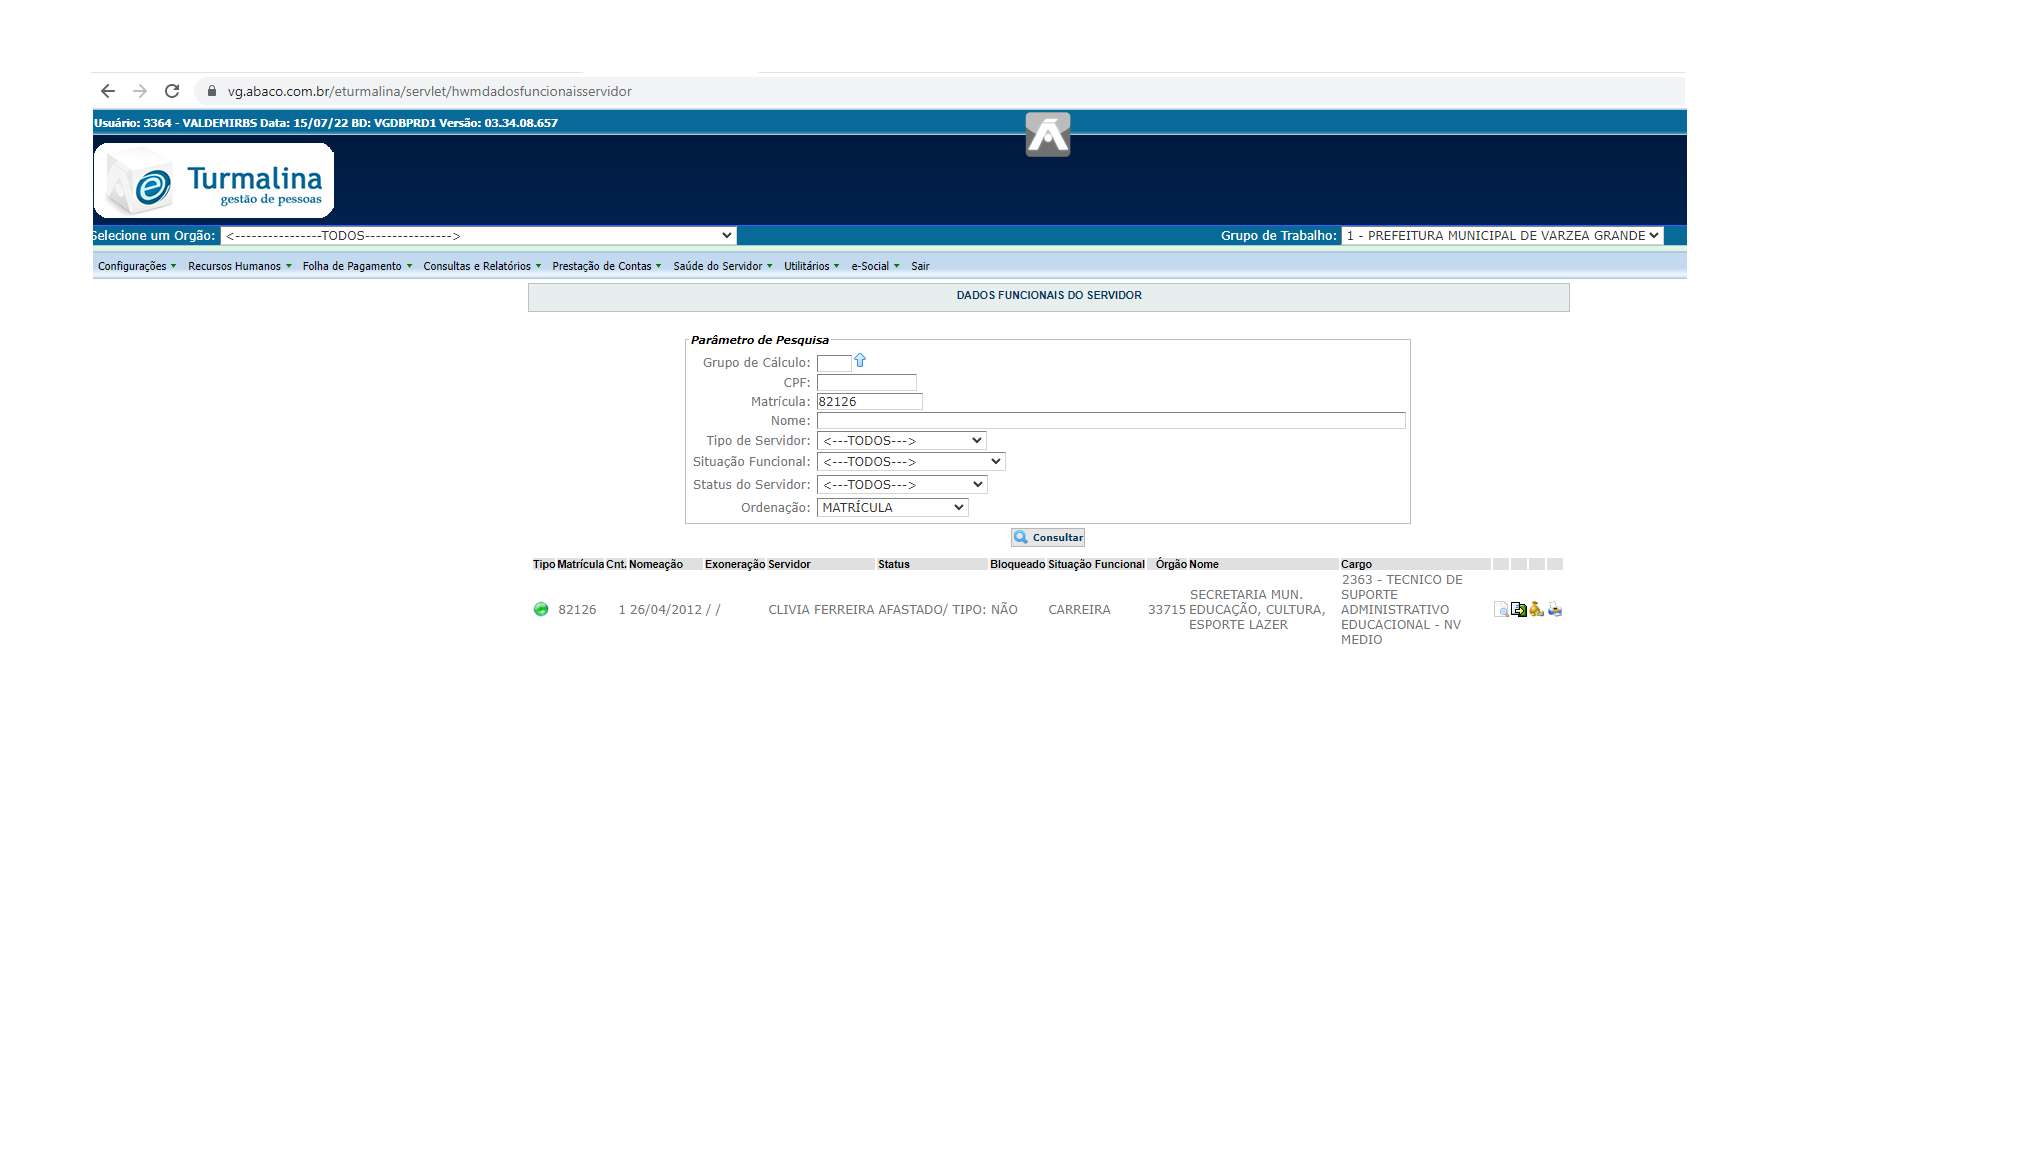 vg.abaco.com.br/eturmalina/servlet/hwmdadosfuncionaisservidor
Usuário: 3364 - VALDEMIRBS Data: 15/07/22 BD: VGDBPRD1 Versão: 03.34.08.657
Turmalina
gestão de pessoas
Selecione um Orgão: <----------------TODOS----------------> Grupo de Trabalho: 1 - PREFEITURA MUNICIPAL DE VARZEA GRANDE
Configurações Recursos Humanos Folha de Pagamento Consultas e Relatórios Prestação de Contas Saúde do Servidor Utilitários e-Social Sair
DADOS FUNCIONAIS DO SERVIDOR
Parâmetro de Pesquisa
Grupo de Cálculo:
CPF:
Matrícula: 82126
Nome:
Tipo de Servidor: <---TODOS--->
Situação Funcional: <---TODOS--->
Status do Servidor: <---TODOS--->
Ordenação: MATRÍCULA
Consultar
Tipo Matrícula Cnt. Nomeação Exoneração Servidor Status Bloqueado Situação Funcional Órgão Nome Cargo
82126 1 26/04/2012 / / CLIVIA FERREIRA AFASTADO/ TIPO: NÃO CARREIRA 33715
SECRETARIA MUN.
EDUCAÇÃO, CULTURA,
ESPORTE LAZER
2363 - TECNICO DE
SUPORTE
ADMINISTRATIVO
EDUCACIONAL - NV
MEDIO